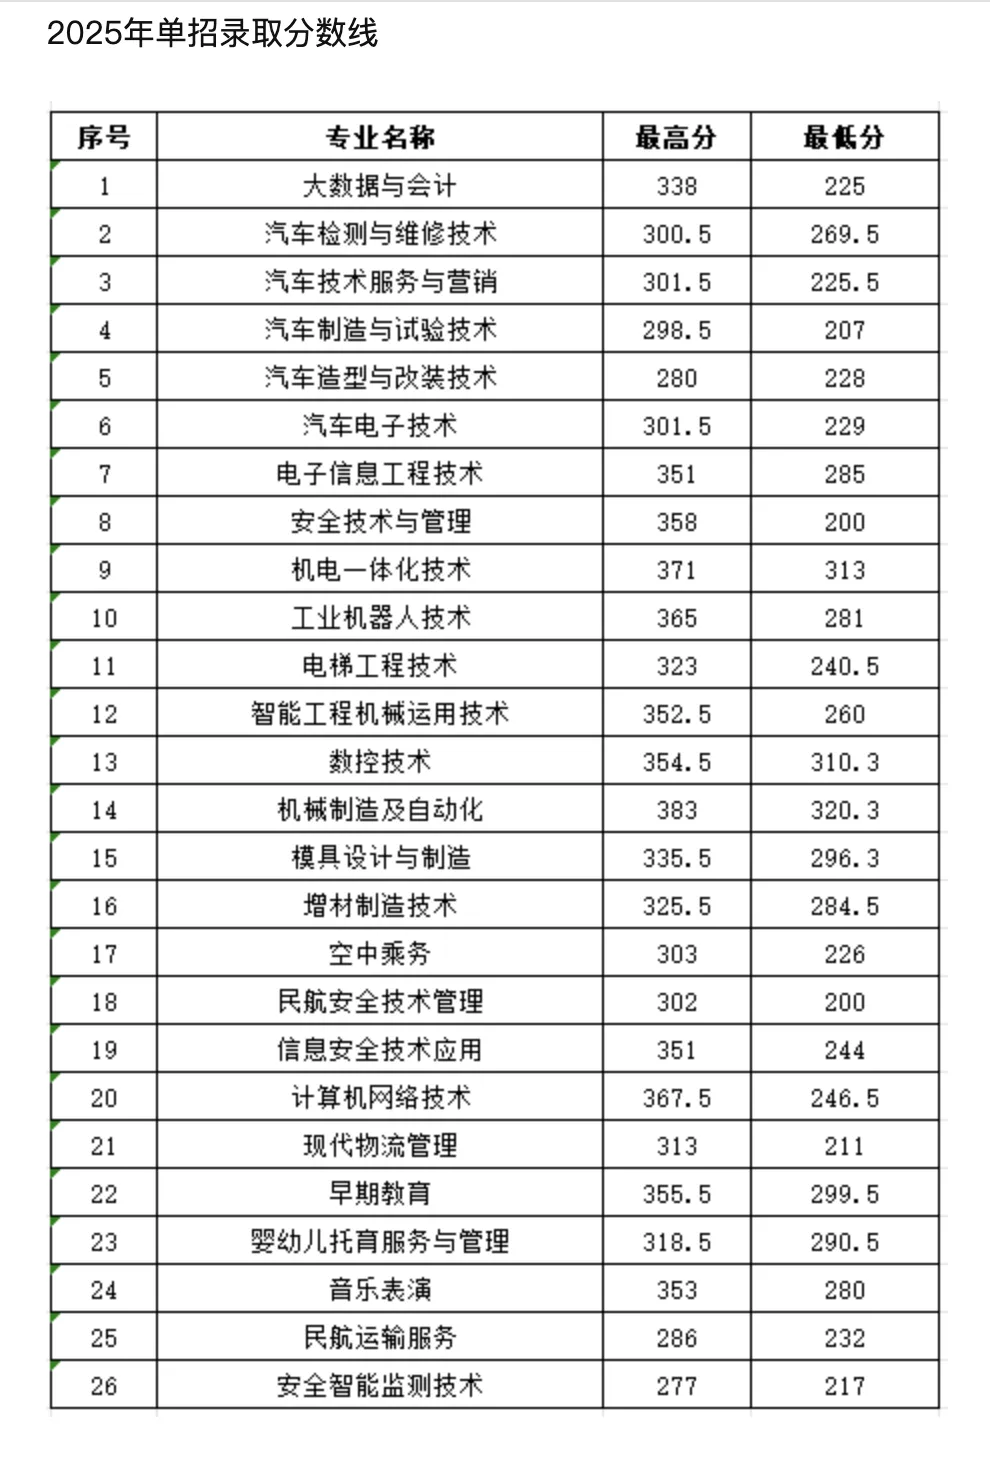 2025年单招录取分数线
序号 专业名称 最高分 最低分
1 大数据与会计 338 225
2 汽车检测与维修技术 300.5 269.5
3 汽车技术服务与营销 301.5 225.5
4 汽车制造与试验技术 298.5 207
5 汽车造型与改装技术 280 228
6 汽车电子技术 301.5 229
7 电子信息工程技术 351 285
8 安全技术与管理 358 200
9 机电一体化技术 371 313
10 工业机器人技术 365 281
11 电梯工程技术 323 240.5
12 智能工程机械运用技术 352.5 260
13 数控技术 354.5 310.3
14 机械制造及自动化 383 320.3
15 模具设计与制造 335.5 296.3
16 增材制造技术 325.5 284.5
17 空中乘务 303 226
18 民航安全技术管理 302 200
19 信息安全技术应用 351 244
20 计算机网络技术 367.5 246.5
21 现代物流管理 313 211
22 早期教育 355.5 299.5
23 婴幼儿托育服务与管理 318.5 290.5
24 音乐表演 353 280
25 民航运输服务 286 232
26 安全智能监测技术 277 217